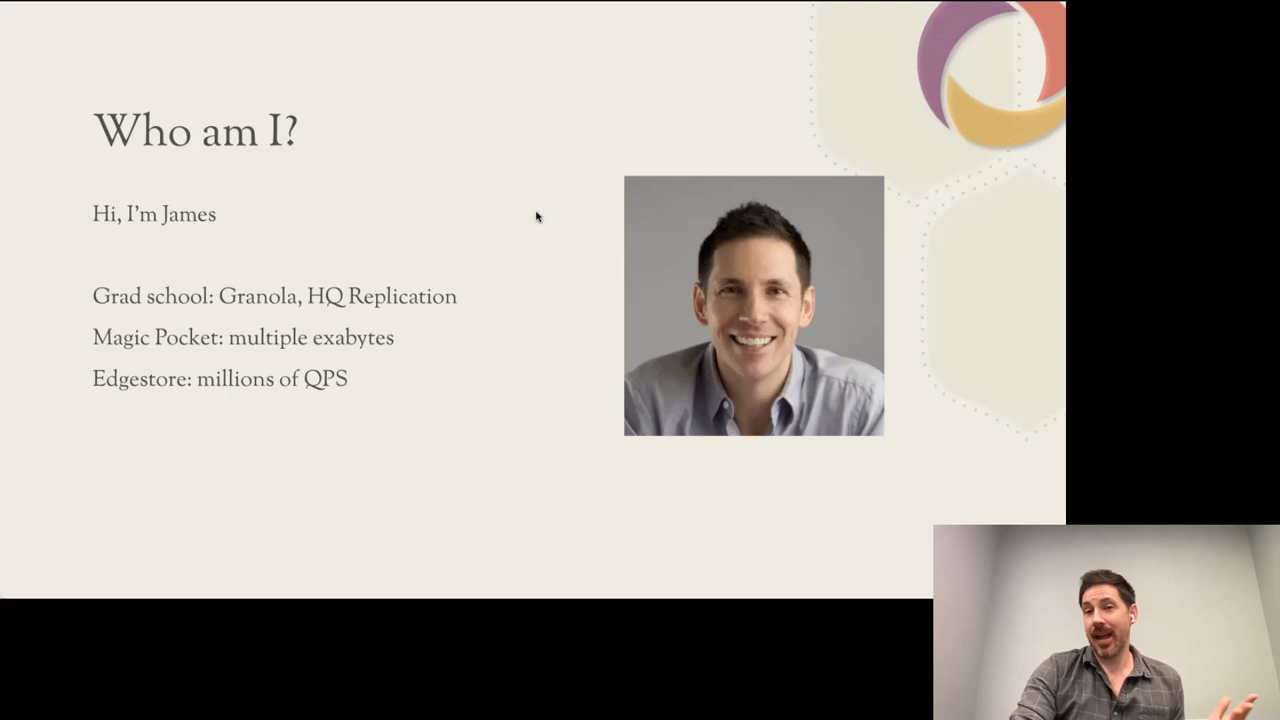 Who am I?
Hi, I'm James
Grad school: Granola, HQ Replication
Magic Pocket: multiple exabytes
Edgestore: millions of QPS